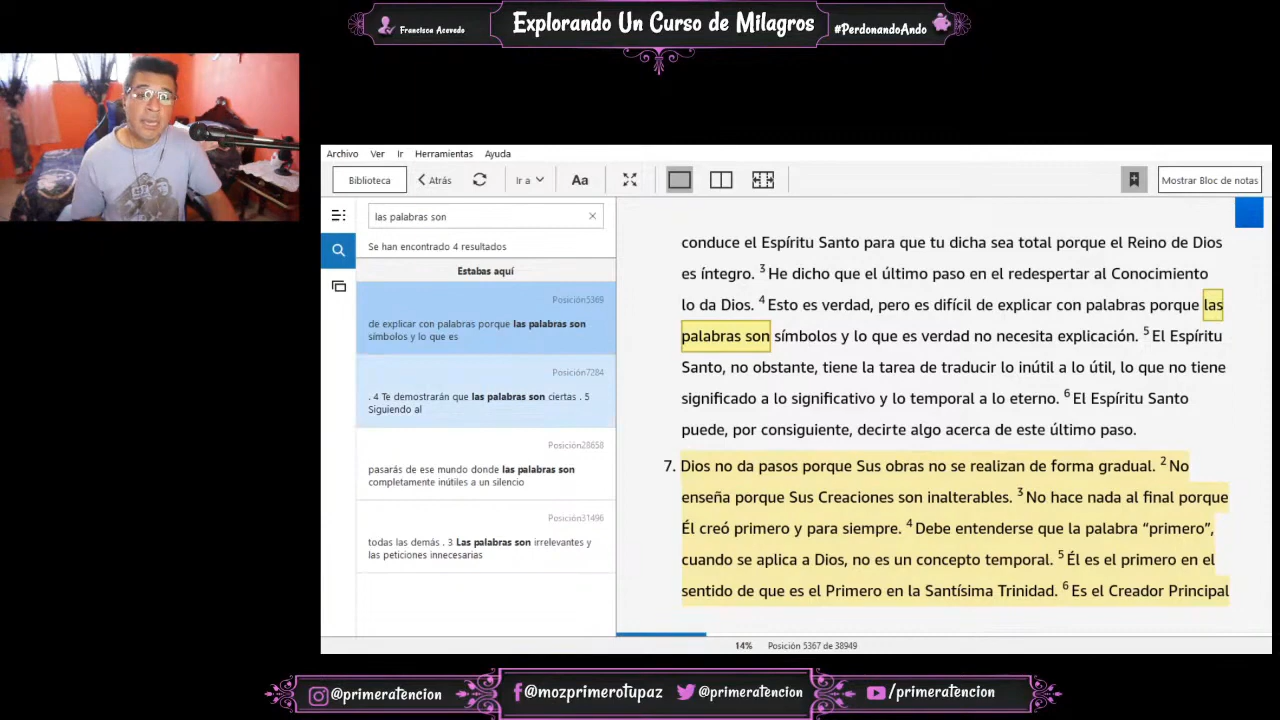 Francisco Acevedo
Explorando Un Curso de Milagros
#PerdonandoAndo
Archivo Ver Ir Herramientas Ayuda
Biblioteca Atrás Ir a Aa Mostrar Bloc de notas
las palabras son
Se han encontrado 4 resultados
Estabas aquí
Posición5369
de explicar con palabras porque las palabras son
símbolos y lo que es
Posición7284
. 4 Te demostrarán que las palabras son ciertas . 5
Siguiendo al
Posición28658
pasarás de ese mundo donde las palabras son
completamente inútiles a un silencio
Posición31496
todas las demás . 3 Las palabras son irrelevantes y
las peticiones innecesarias
conduce el Espíritu Santo para que tu dicha sea total porque el Reino de Dios
es íntegro. 3 He dicho que el último paso en el redespertar al Conocimiento
lo da Dios. 4 Esto es verdad, pero es difícil de explicar con palabras porque las
palabras son símbolos y lo que es verdad no necesita explicación. 5 El Espíritu
Santo, no obstante, tiene la tarea de traducir lo inútil a lo útil, lo que no tiene
significado a lo significativo y lo temporal a lo eterno. 6 El Espíritu Santo
puede, por consiguiente, decirte algo acerca de este último paso.
7. Dios no da pasos porque Sus obras no se realizan de forma gradual. 2 No
enseña porque Sus Creaciones son inalterables. 3 No hace nada al final porque
Él creó primero y para siempre. 4 Debe entenderse que la palabra “primero”,
cuando se aplica a Dios, no es un concepto temporal. 5 Él es el primero en el
sentido de que es el Primero en la Santísima Trinidad. 6 Es el Creador Principal
14% Posición 5367 de 38949
@primeratencion
@mozprimerotupaz
@primeratencion
/primeratencion